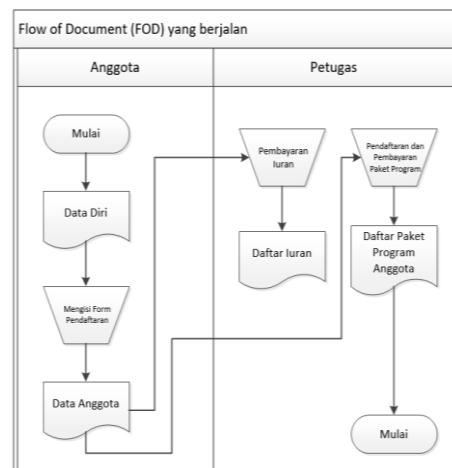 Flow of Document (FOD) yang berjalan
Anggota
Petugas
Mulai
Data Diri
Mengisi Form
Pendaftaran
Data Anggota
Pembayaran
Iuran
Daftar Iuran
Pendaftaran dan
Pembayaran
Paket Program
Daftar Paket
Program
Anggota
Mulai